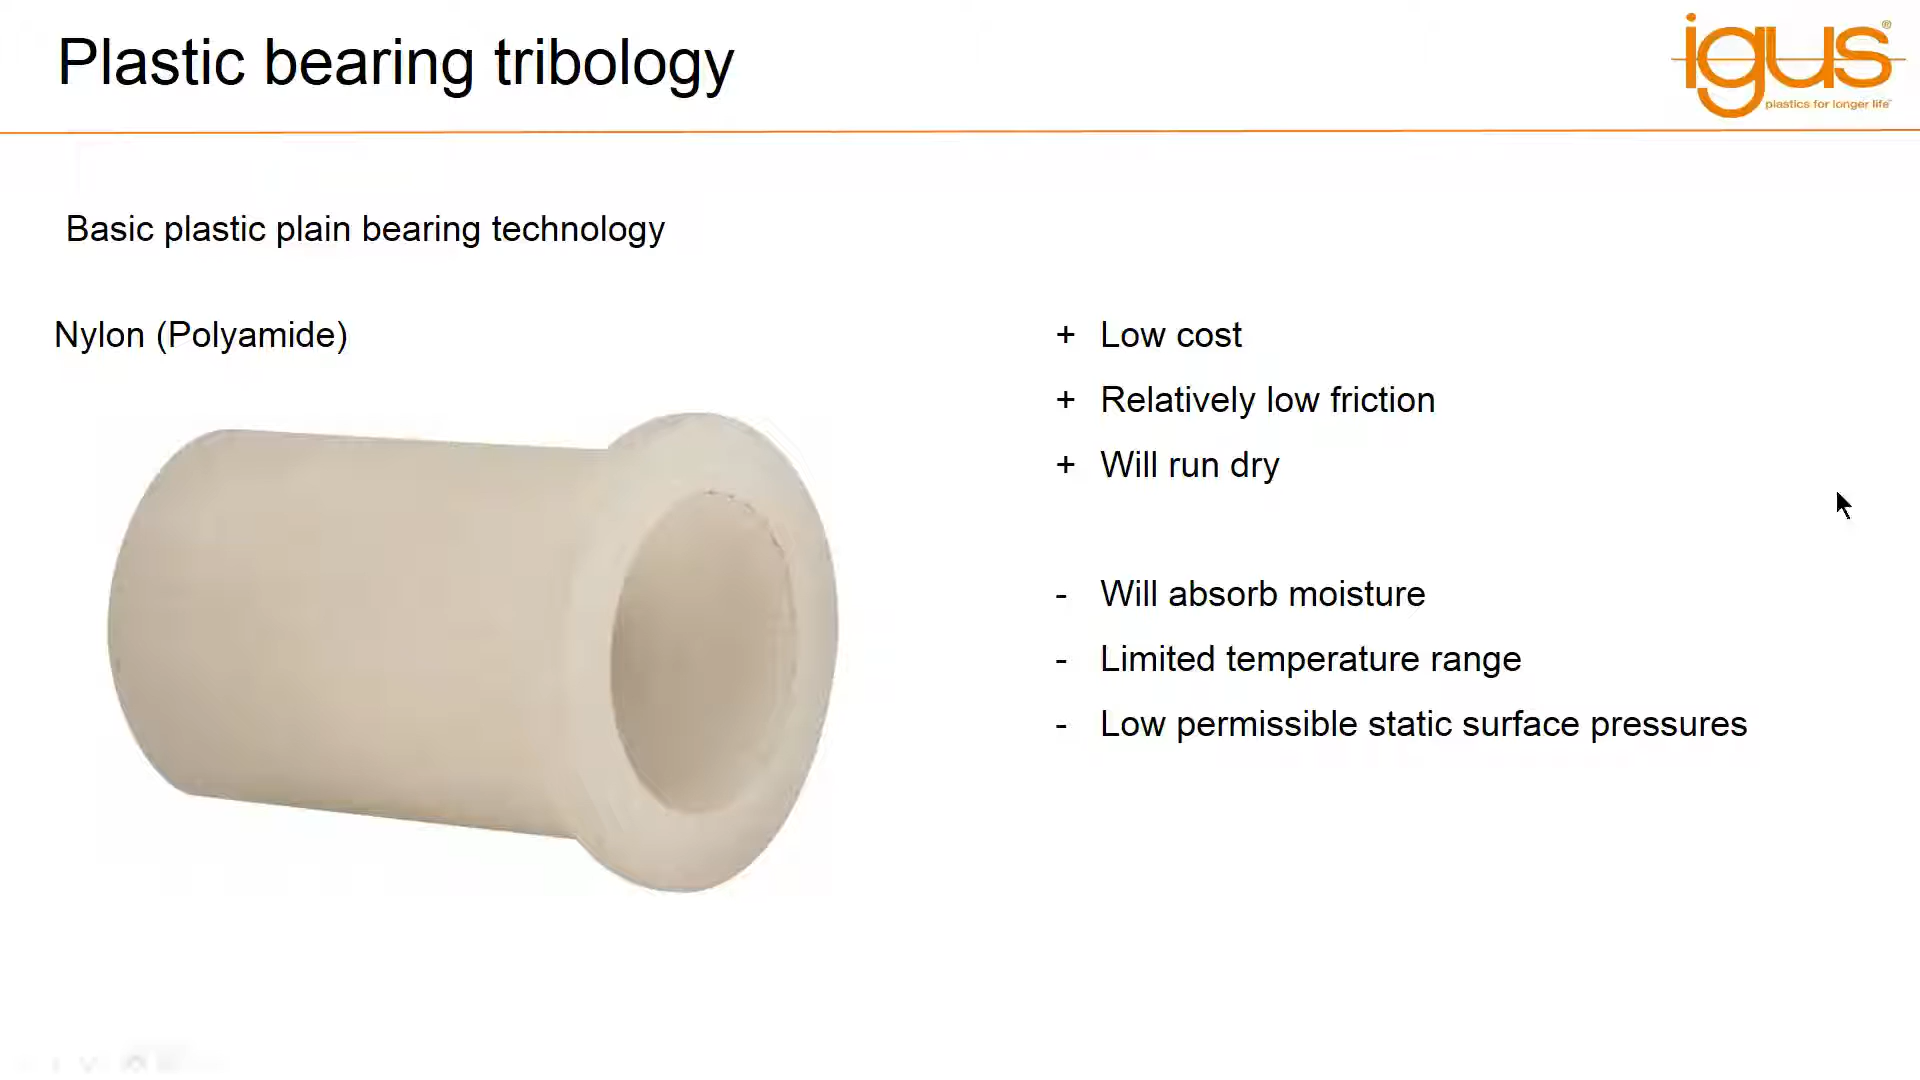 Plastic bearing tribology
igus®
plastics for longer life™
Basic plastic plain bearing technology
Nylon (Polyamide)
+ Low cost
+ Relatively low friction
+ Will run dry
- Will absorb moisture
- Limited temperature range
- Low permissible static surface pressures